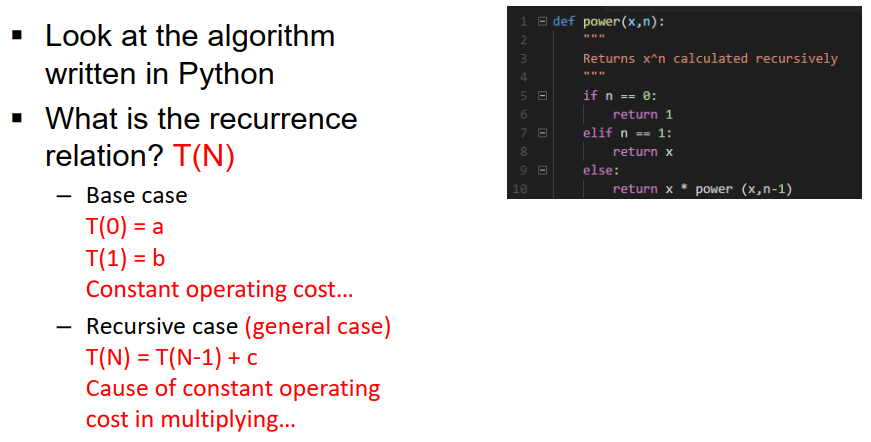 ▪ Look at the algorithm
written in Python
▪ What is the recurrence
relation? T(N)
– Base case
T(0) = a
T(1) = b
Constant operating cost...
– Recursive case (general case)
T(N) = T(N-1) + c
Cause of constant operating
cost in multiplying...
1 def power(x,n):
2 """
3 Returns x^n calculated recursively
4 """
5 if n == 0:
6 return 1
7 elif n == 1:
8 return x
9 else:
10 return x * power (x,n-1)